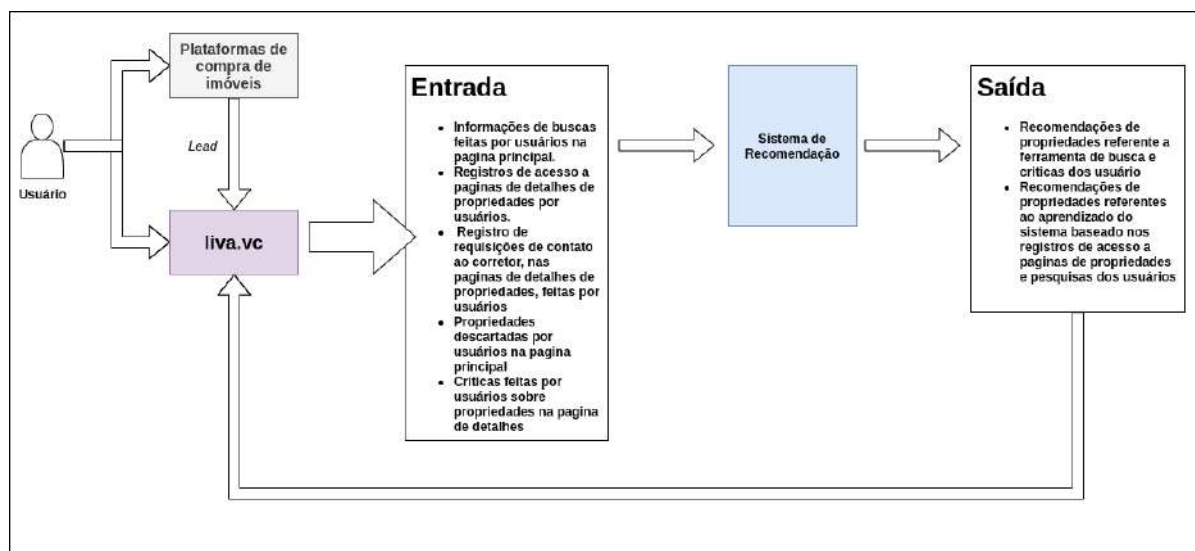 Plataformas de
compra de
imóveis
Lead
Usuário
liva.vc
Entrada
• Informações de buscas
feitas por usuários na
pagina principal.
• Registros de acesso a
paginas de detalhes de
propriedades por
usuários.
• Registro de
requisições de contato
ao corretor, nas
paginas de detalhes de
propriedades, feitas por
usuários
• Propriedades
descartadas por
usuários na pagina
principal
• Críticas feitas por
usuários sobre
propriedades na pagina
de detalhes
Sistema de
Recomendação
Saída
• Recomendações de
propriedades referente a
ferramenta de busca e
criticas dos usuário
• Recomendações de
propriedades referentes
ao aprendizado do
sistema baseado nos
registros de acesso a
paginas de propriedades
e pesquisas dos usuários